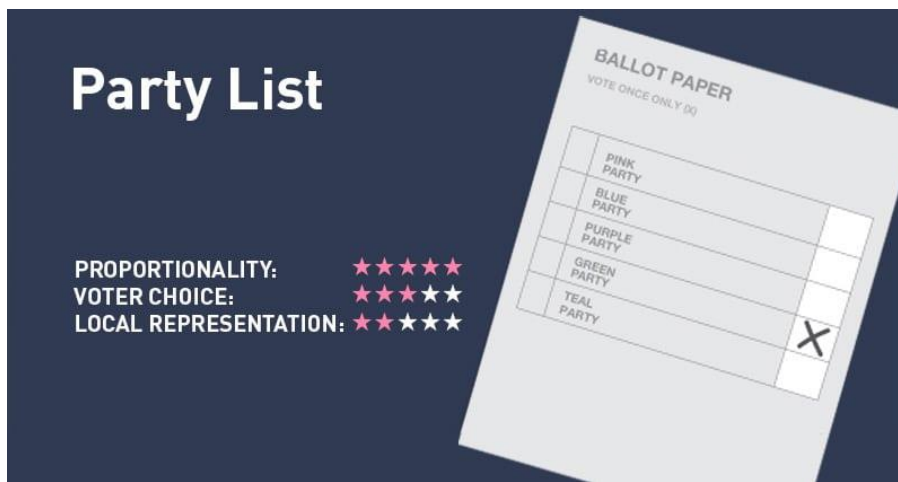 Party List
PROPORTIONALITY:
VOTER CHOICE:
LOCAL REPRESENTATION:
BALLOT PAPER
VOTE ONCE ONLY (X)
PINK
PARTY
BLUE
PARTY
PURPLE
PARTY
GREEN
PARTY
TEAL
PARTY
X